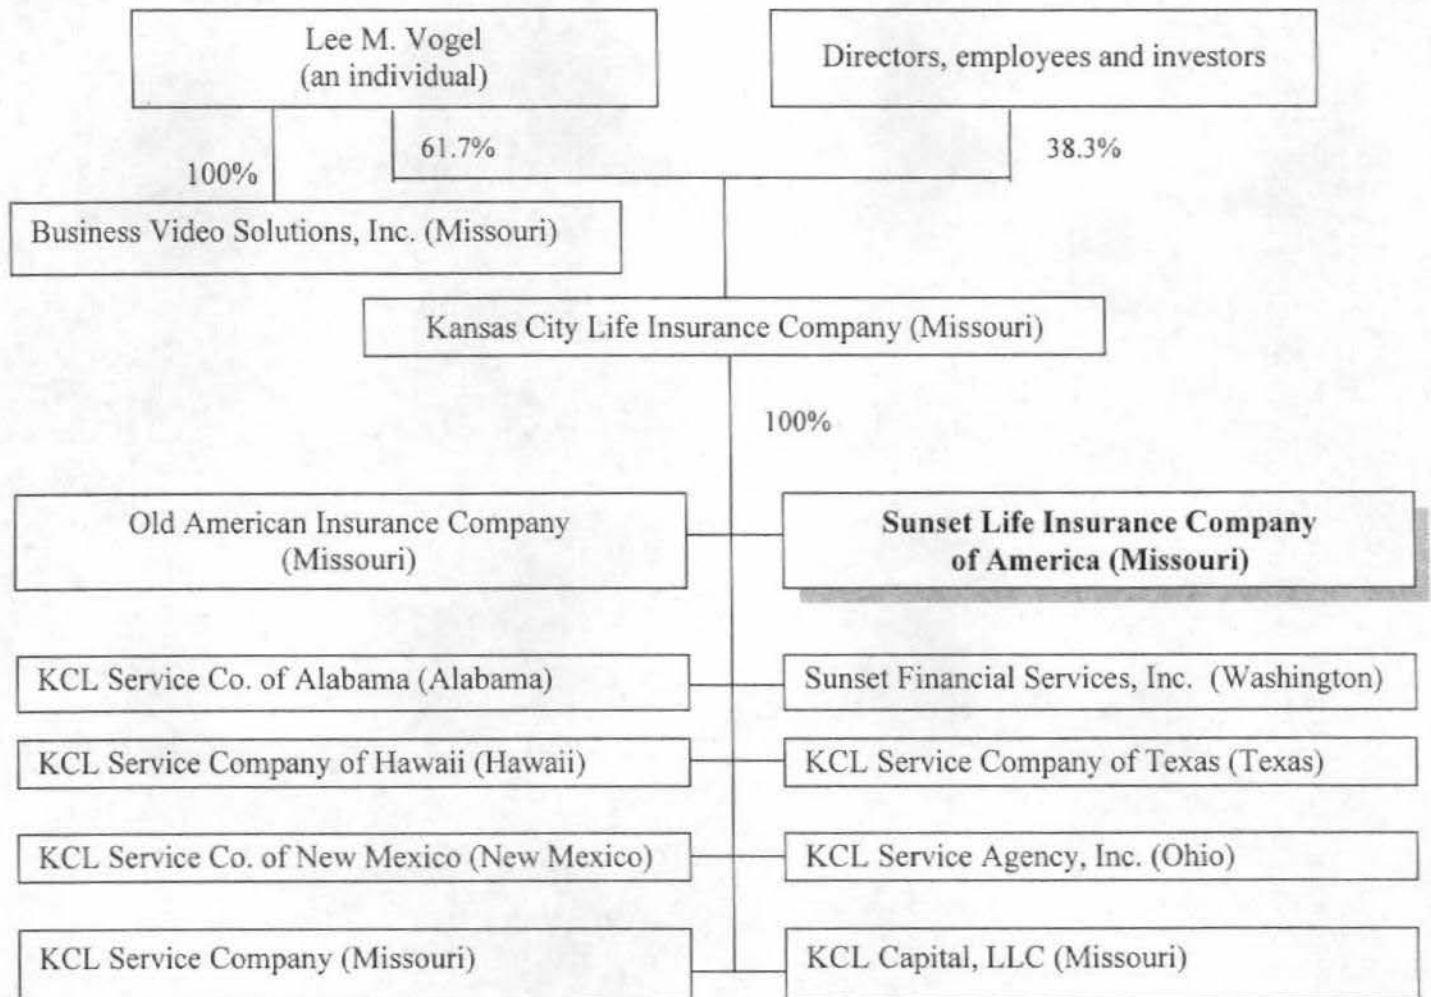 Lee M. Vogel
(an individual)
Directors, employees and investors
100%
61.7%
38.3%
Business Video Solutions, Inc. (Missouri)
Kansas City Life Insurance Company (Missouri)
100%
Old American Insurance Company
(Missouri)
Sunset Life Insurance Company
of America (Missouri)
KCL Service Co. of Alabama (Alabama)
Sunset Financial Services, Inc. (Washington)
KCL Service Company of Hawaii (Hawaii)
KCL Service Company of Texas (Texas)
KCL Service Co. of New Mexico (New Mexico)
KCL Service Agency, Inc. (Ohio)
KCL Service Company (Missouri)
KCL Capital, LLC (Missouri)